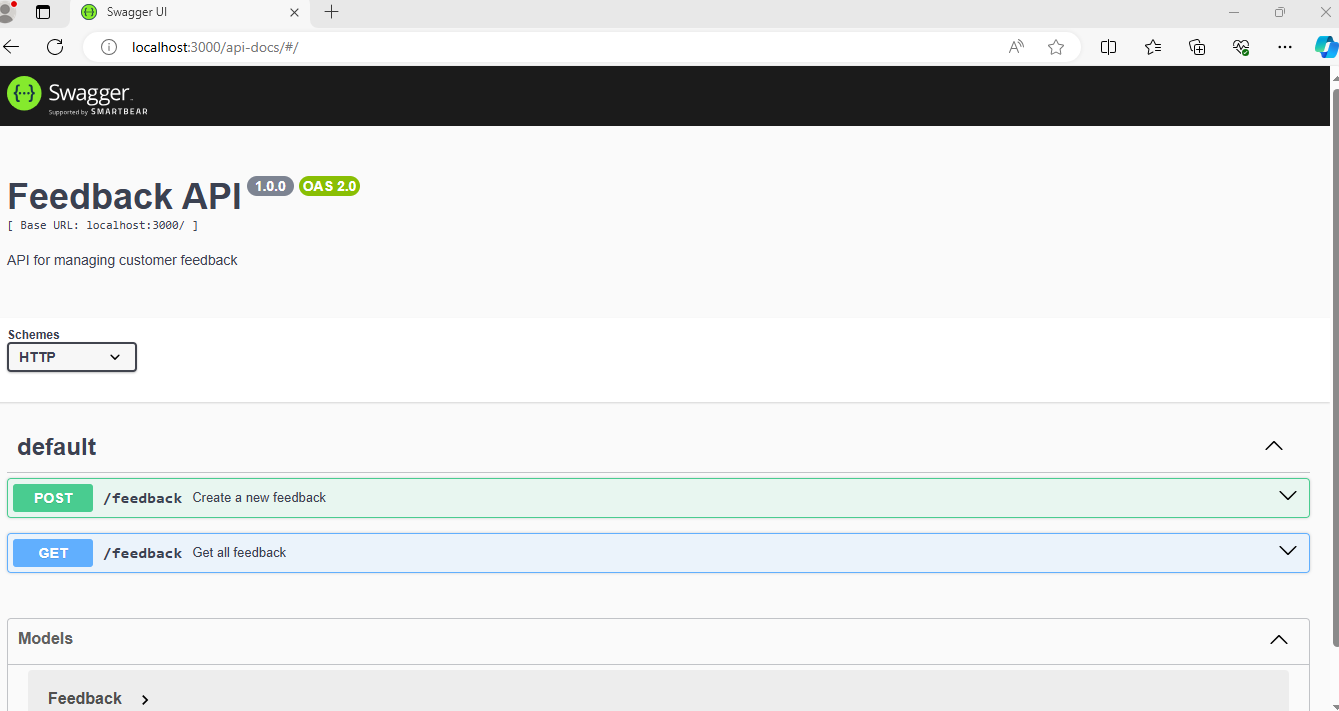 Swagger UI
localhost:3000/api-docs/#/
Swagger
Supported by SMARTBEAR
Feedback API 1.0.0 OAS 2.0
[ Base URL: localhost:3000/ ]
API for managing customer feedback
Schemes
HTTP
default
POST /feedback Create a new feedback
GET /feedback Get all feedback
Models
Feedback